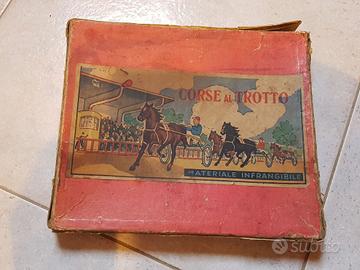 CORSE AL TROTTO
MATERIALE INFRANGIBILE
subito